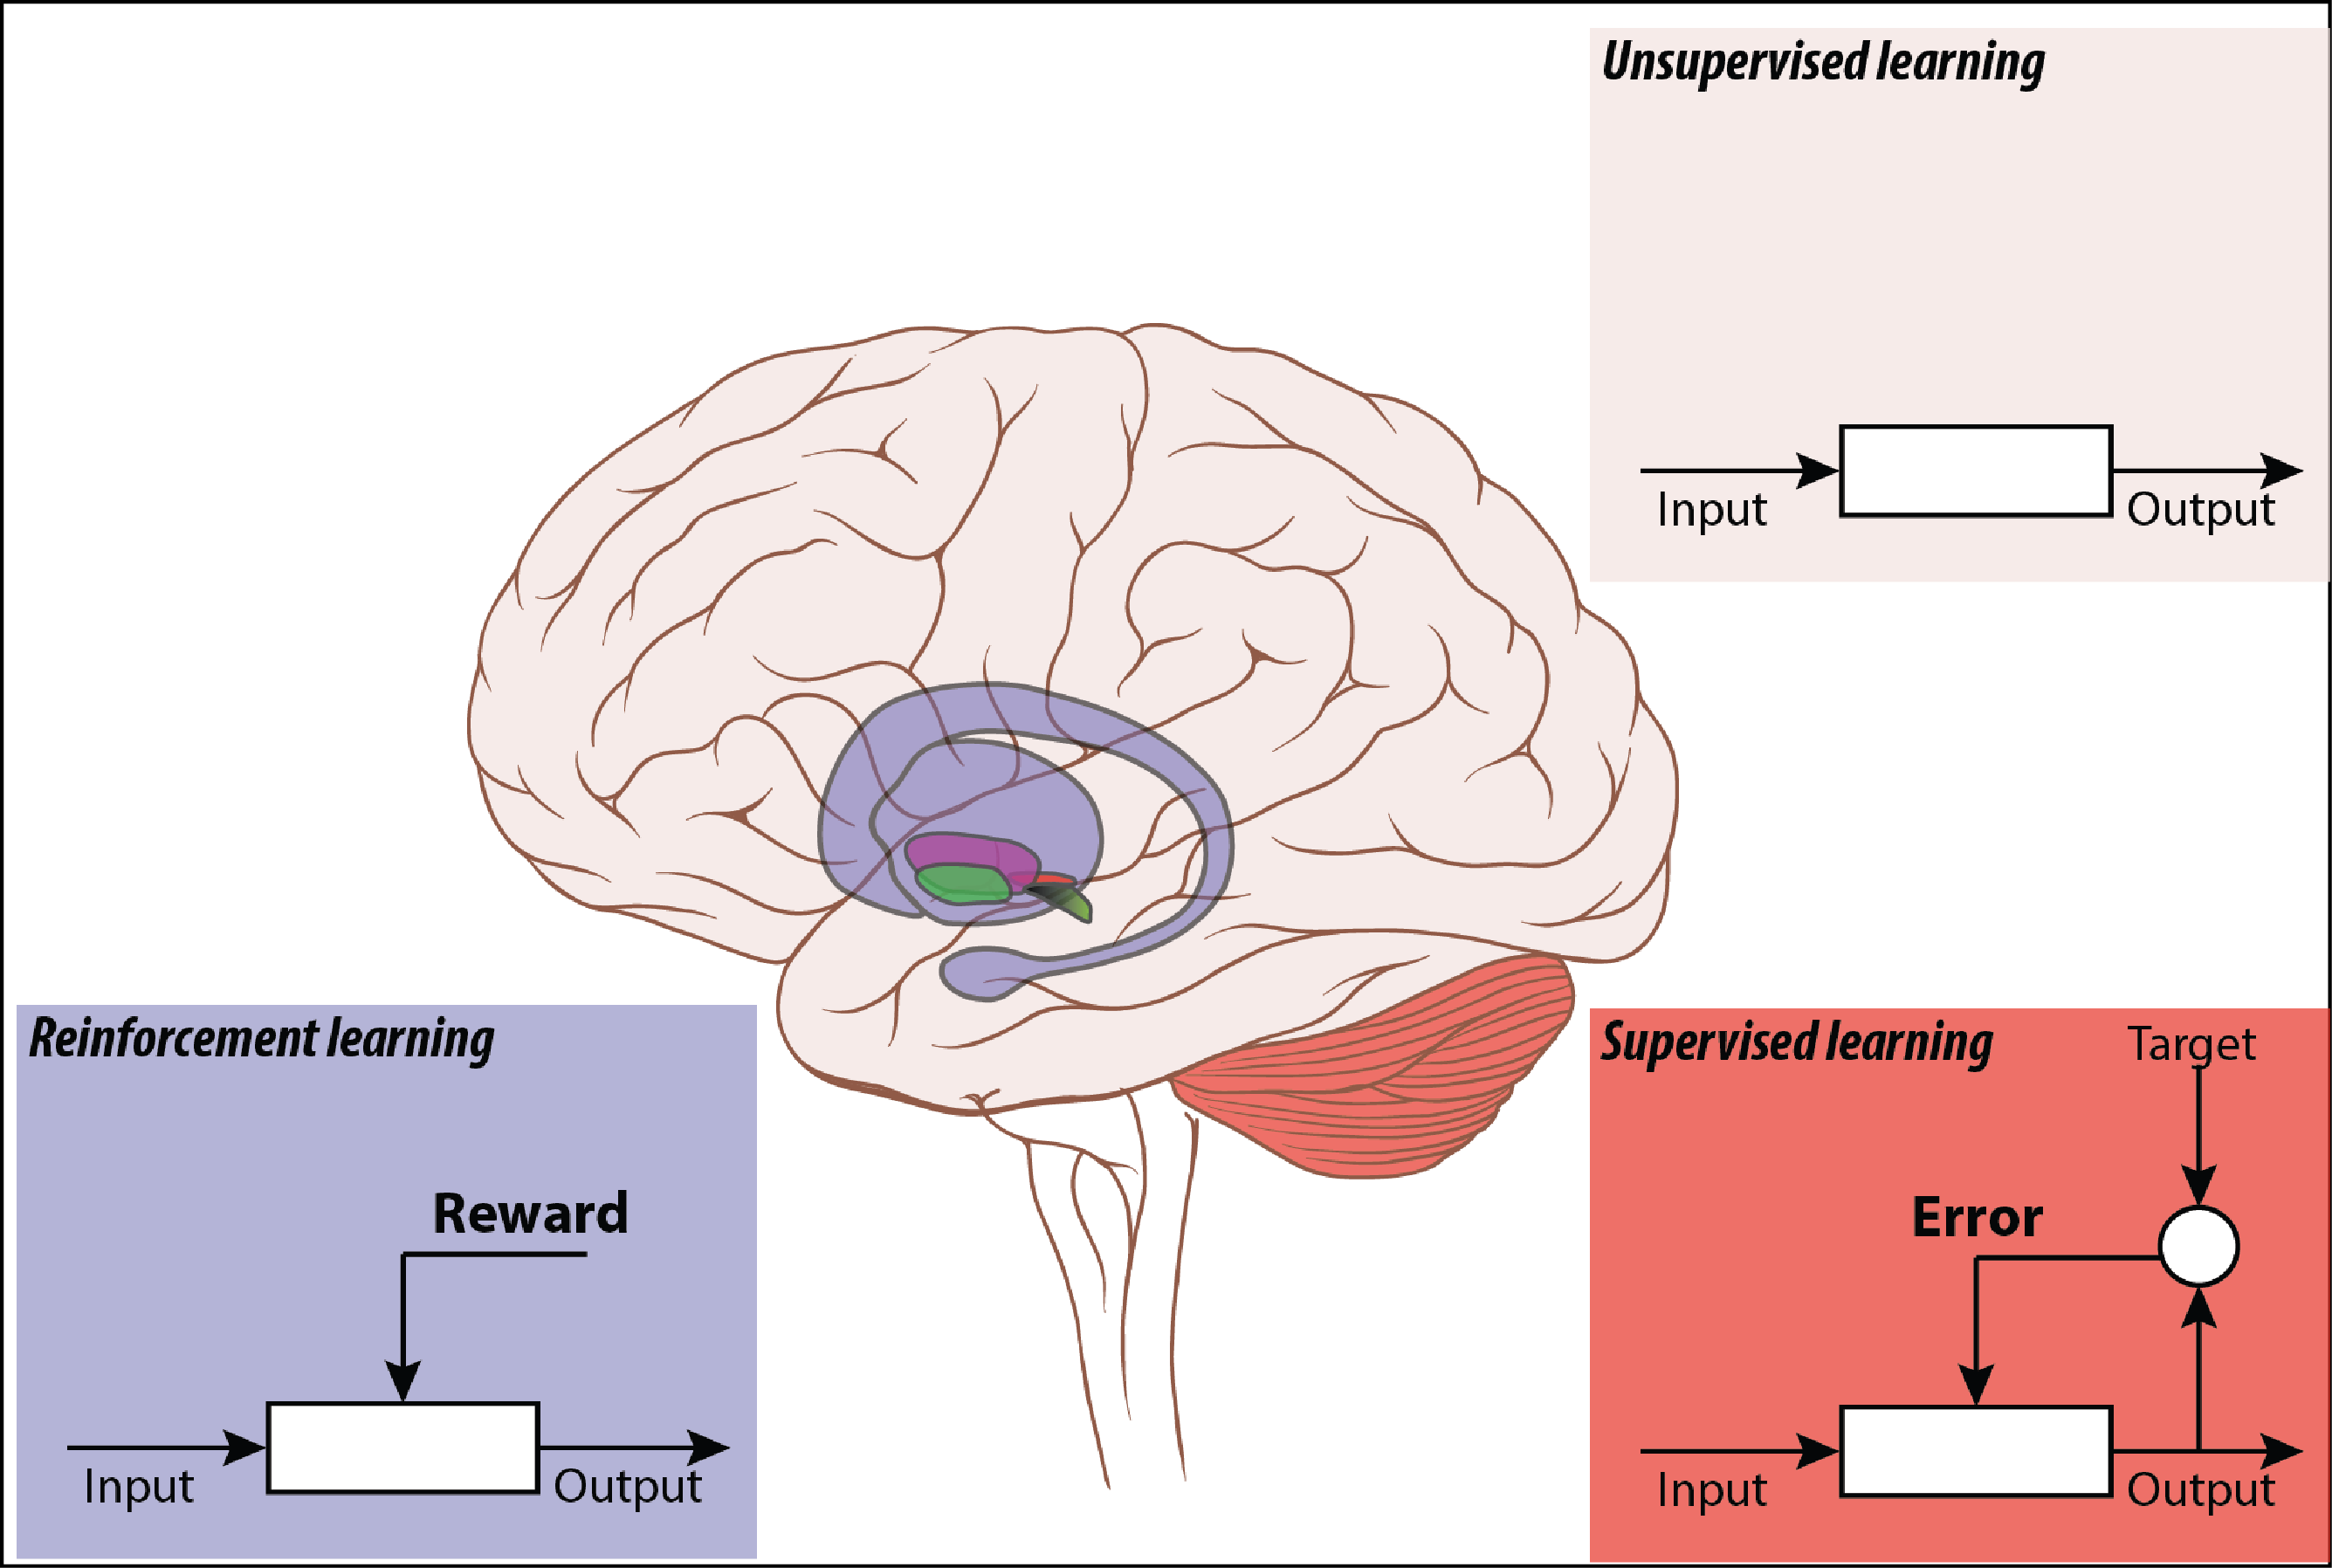 Unsupervised learning
Input
Output
Reinforcement learning
Reward
Input
Output
Supervised learning
Target
Error
Input
Output